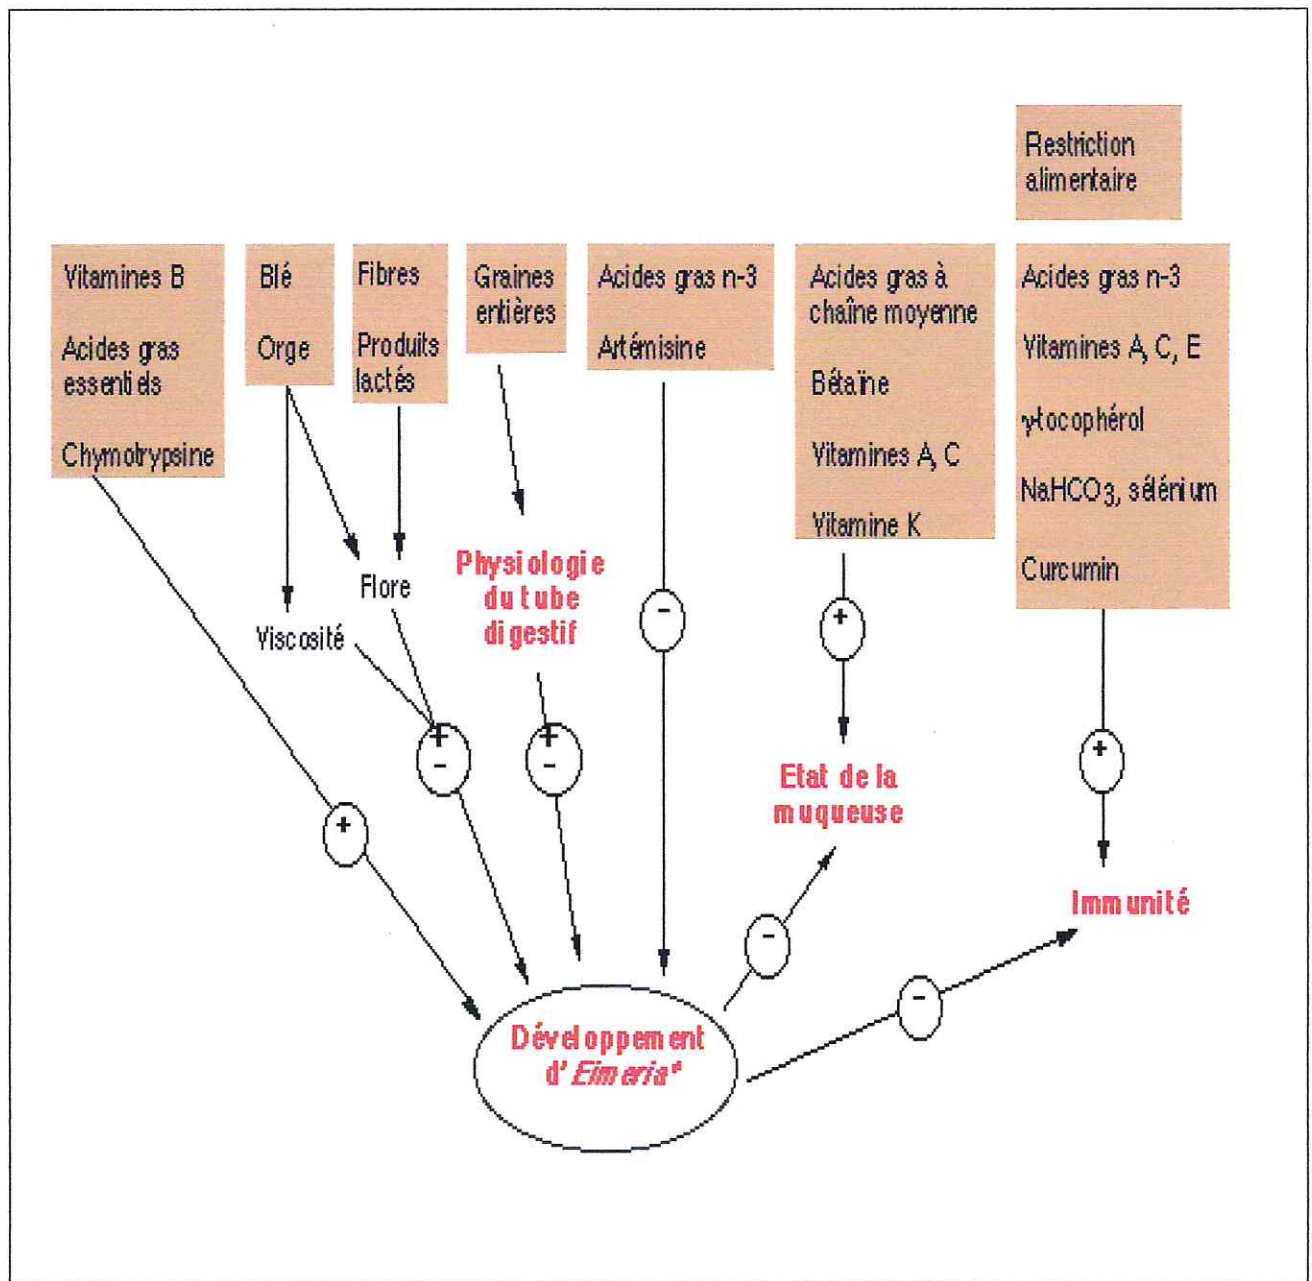 Restriction
alimentaire
Vitamines B
Acides gras
essentiels
Chymotrypsine
Blé
Orge
Fibres
Produits
lactés
Graines
entières
Acides gras n-3
Artémisine
Acides gras à
chaîne moyenne
Bétaïne
Vitamines A, C
Vitamine K
Acides gras n-3
Vitamines A, C, E
γ-tocophérol
NaHCO3, sélénium
Curcumin
Flore
Viscosité
Physiologie
du tube
digestif
-
+
+
-
+
-
+
+
Etat de la
muqueuse
Immunité
-
-
Développement
d' Eimeria